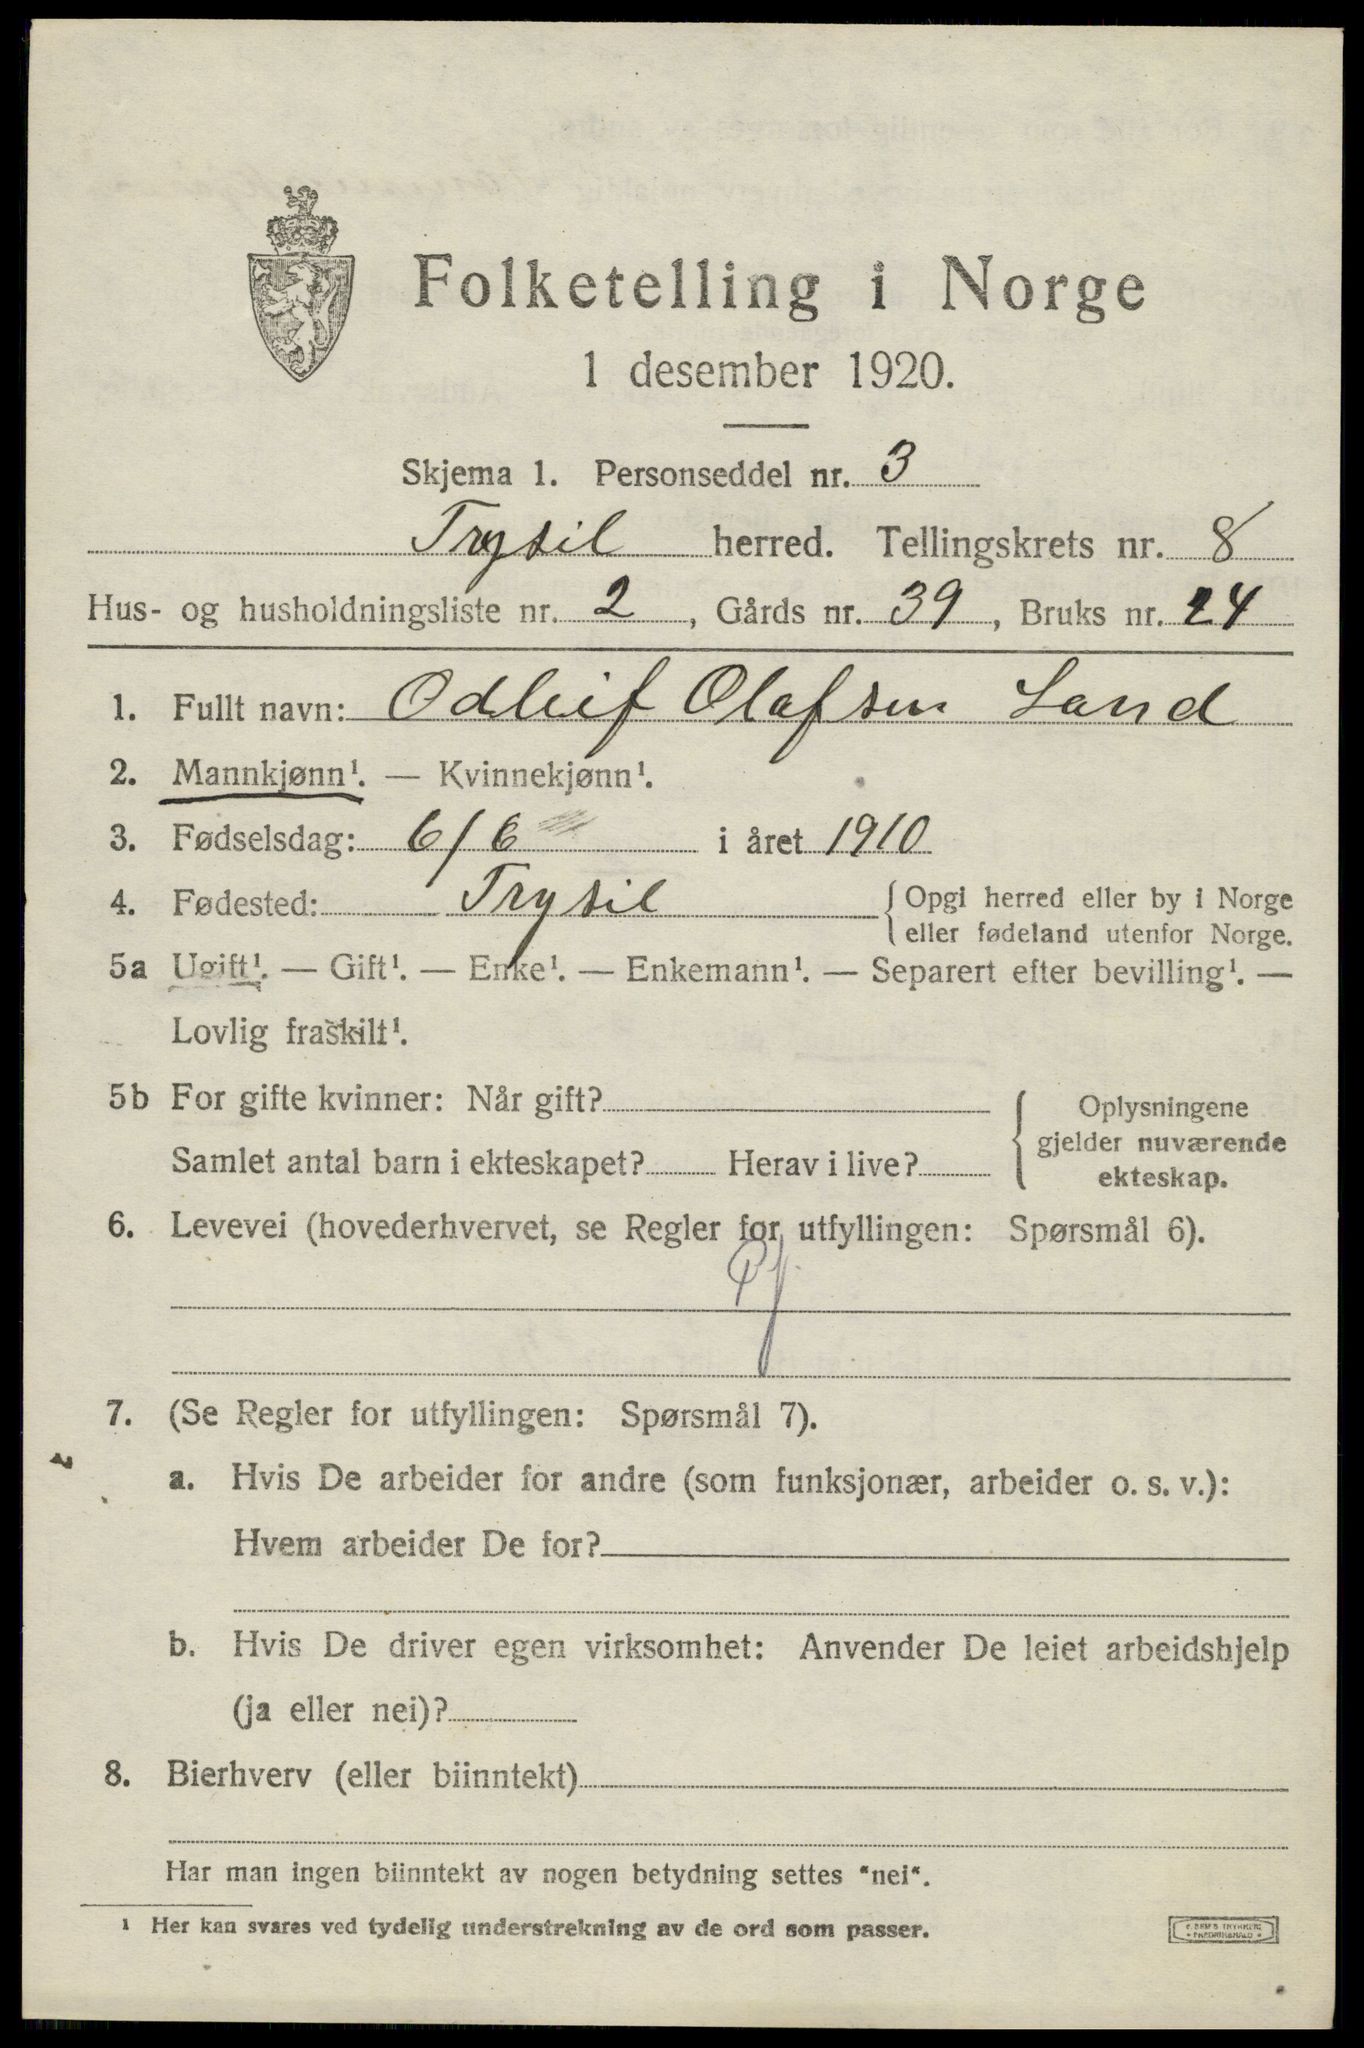 Folketelling i Norge
1 desember 1920.
Skjema 1. Personseddel nr. 3
Trysil herred. Tellingskrets nr. 8
Hus- og husholdningsliste nr. 2, Gårds nr. 39, Bruks nr. 24
1. Fullt navn: Odleif Olafsen Land
2. Mannkjønn¹. — Kvinnekjønn¹.
3. Fødselsdag: 6/6 i året 1910
4. Fødested: Trysil {Opgi herred eller by i Norge
eller fødeland utenfor Norge.
5a Ugift¹. — Gift¹. — Enke¹. — Enkemann¹. — Separert efter bevilling¹. —
Lovlig fraskilt¹.
5b For gifte kvinner: Når gift?
Samlet antal barn i ekteskapet? Herav i live?
{Oplysningene
gjelder nuværende
ekteskap.
6. Levevei (hovederhvervet, se Regler for utfyllingen: Spørsmål 6).
7. (Se Regler for utfyllingen: Spørsmål 7).
a. Hvis De arbeider for andre (som funksjonær, arbeider o. s. v.):
Hvem arbeider De for?
b. Hvis De driver egen virksomhet: Anvender De leiet arbeidshjelp
(ja eller nei)?
8. Bierhverv (eller biinntekt)
Har man ingen biinntekt av nogen betydning settes "nei".
¹ Her kan svares ved tydelig understrekning av de ord som passer.